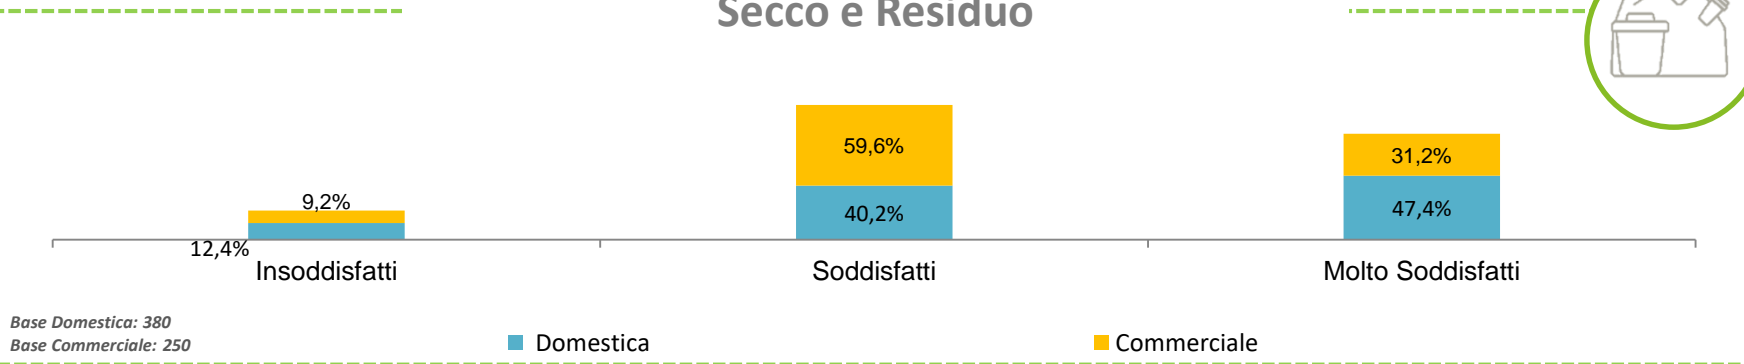 Secco e Residuo
59,6%
31,2%
9,2%
40,2%
47,4%
12,4%
Insoddisfatti
Soddisfatti
Molto Soddisfatti
Base Domestica: 380
Base Commerciale: 250
Domestica
Commerciale